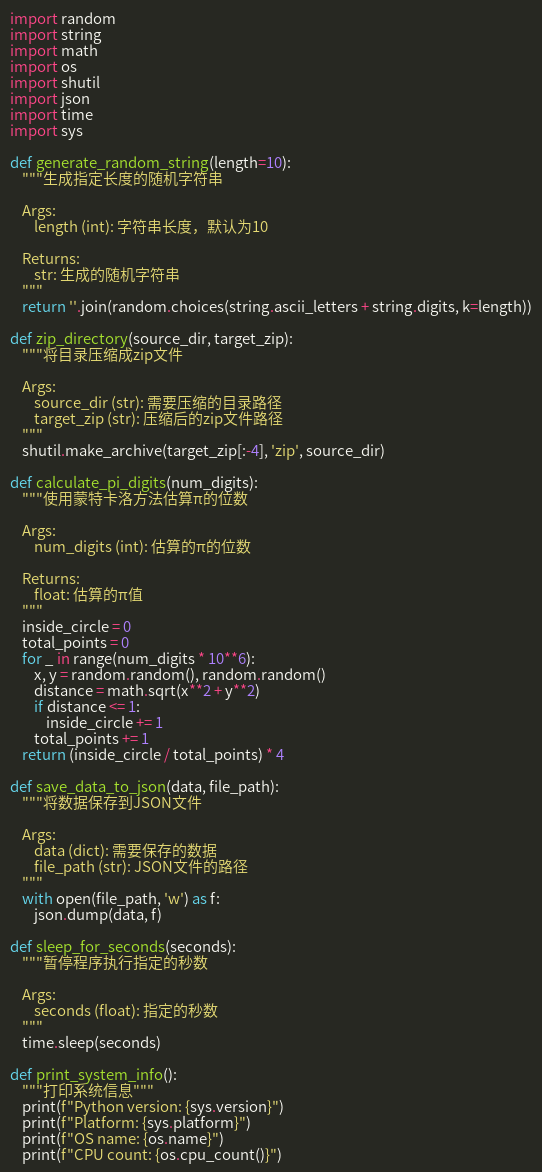 import random
import string
import math
import os
import shutil
import json
import time
import sys

def generate_random_string(length=10):
    """生成指定长度的随机字符串

    Args:
        length (int): 字符串长度，默认为10

    Returns:
        str: 生成的随机字符串
    """
    return ''.join(random.choices(string.ascii_letters + string.digits, k=length))

def zip_directory(source_dir, target_zip):
    """将目录压缩成zip文件

    Args:
        source_dir (str): 需要压缩的目录路径
        target_zip (str): 压缩后的zip文件路径
    """
    shutil.make_archive(target_zip[:-4], 'zip', source_dir)

def calculate_pi_digits(num_digits):
    """使用蒙特卡洛方法估算π的位数

    Args:
        num_digits (int): 估算的π的位数

    Returns:
        float: 估算的π值
    """
    inside_circle = 0
    total_points = 0
    for _ in range(num_digits * 10**6):
        x, y = random.random(), random.random()
        distance = math.sqrt(x**2 + y**2)
        if distance <= 1:
            inside_circle += 1
        total_points += 1
    return (inside_circle / total_points) * 4

def save_data_to_json(data, file_path):
    """将数据保存到JSON文件

    Args:
        data (dict): 需要保存的数据
        file_path (str): JSON文件的路径
    """
    with open(file_path, 'w') as f:
        json.dump(data, f)

def sleep_for_seconds(seconds):
    """暂停程序执行指定的秒数

    Args:
        seconds (float): 指定的秒数
    """
    time.sleep(seconds)

def print_system_info():
    """打印系统信息"""
    print(f"Python version: {sys.version}")
    print(f"Platform: {sys.platform}")
    print(f"OS name: {os.name}")
    print(f"CPU count: {os.cpu_count()}")